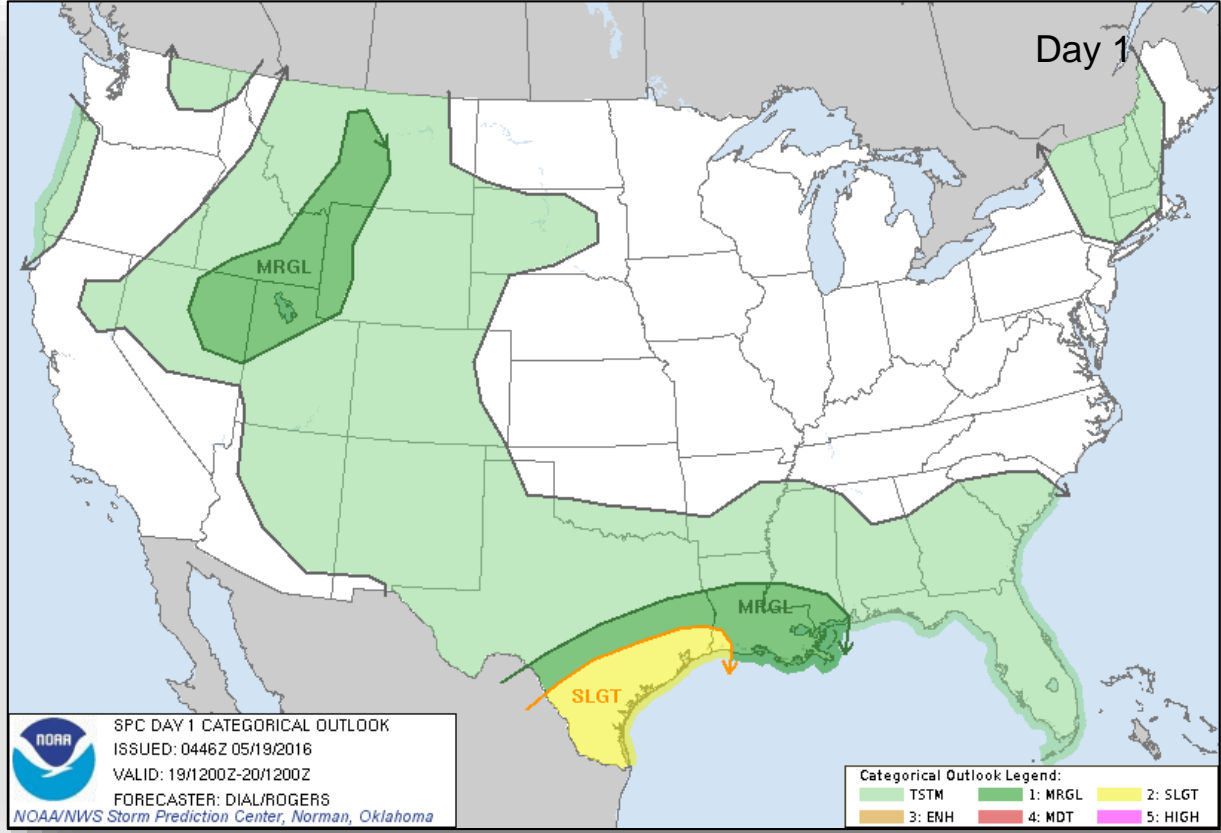 Day 1
MRGL
MRGL
SLGT
NOAA
SPC DAY 1 CATEGORICAL OUTLOOK
ISSUED: 0446Z 05/19/2016
VALID: 19/1200Z-20/1200Z
FORECASTER: DIAL/ROGERS
NOAA/NWS Storm Prediction Center, Norman, Oklahoma
Categorical Outlook Legend:
TSTM 1: MRGL 2: SLGT
3: ENH 4: MDT 5: HIGH